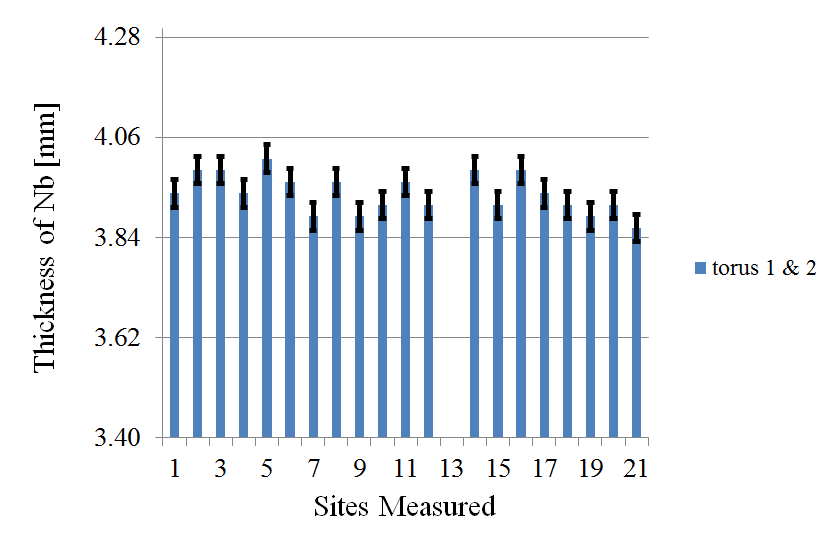 4.28
4.06
3.84
3.62
3.40
Thickness of Nb [mm]
1 3 5 7 9 11 13 15 17 19 21
Sites Measured
torus 1 & 2